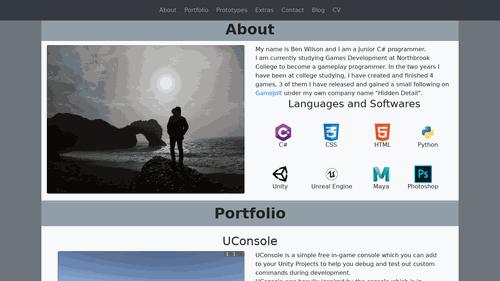 About Portfolio Prototypes Extras Contact Blog CV
About
My name is Ben Wilson and I am a Junior C# programmer.
I am currently studying Games Development at Northbrook
College to become a gameplay programmer. In the two years I
have been at college studying, I have created and finished 4
games, 3 of them I have released and gained a small following on
GameJolt under my own company name "Hidden Detail".
Languages and Softwares
C# CSS HTML Python
Unity Unreal Engine Maya Photoshop
Portfolio
UConsole
UConsole is a simple free in-game console which you can add
to your Unity Projects to help you debug and test out custom
commands during development.
UConsole was heavily inspired by the console which is in